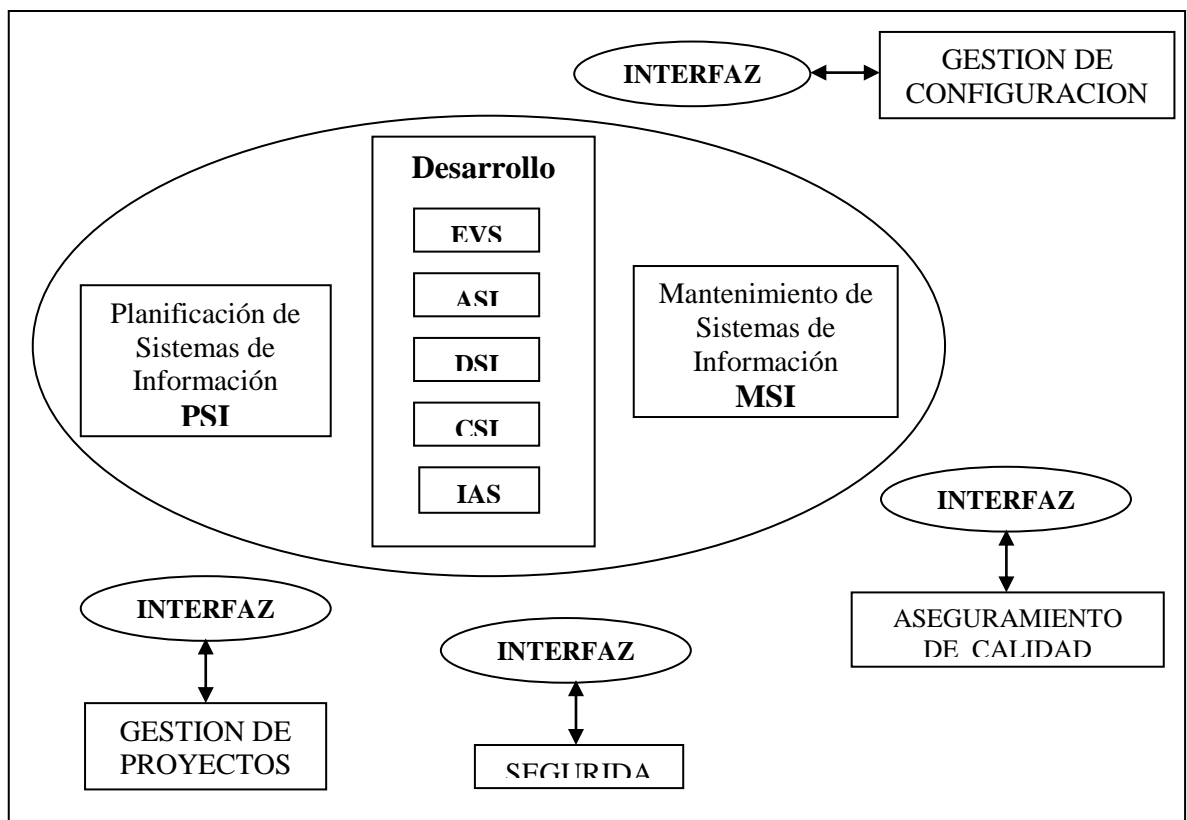 INTERFAZ
GESTION DE
CONFIGURACION
Desarrollo
EVS
ASI
DSI
CSI
IAS
Planificación de
Sistemas de
Información
PSI
Mantenimiento de
Sistemas de
Información
MSI
INTERFAZ
ASEGURAMIENTO
DE CALIDAD
INTERFAZ
GESTION DE
PROYECTOS
INTERFAZ
SEGURIDA